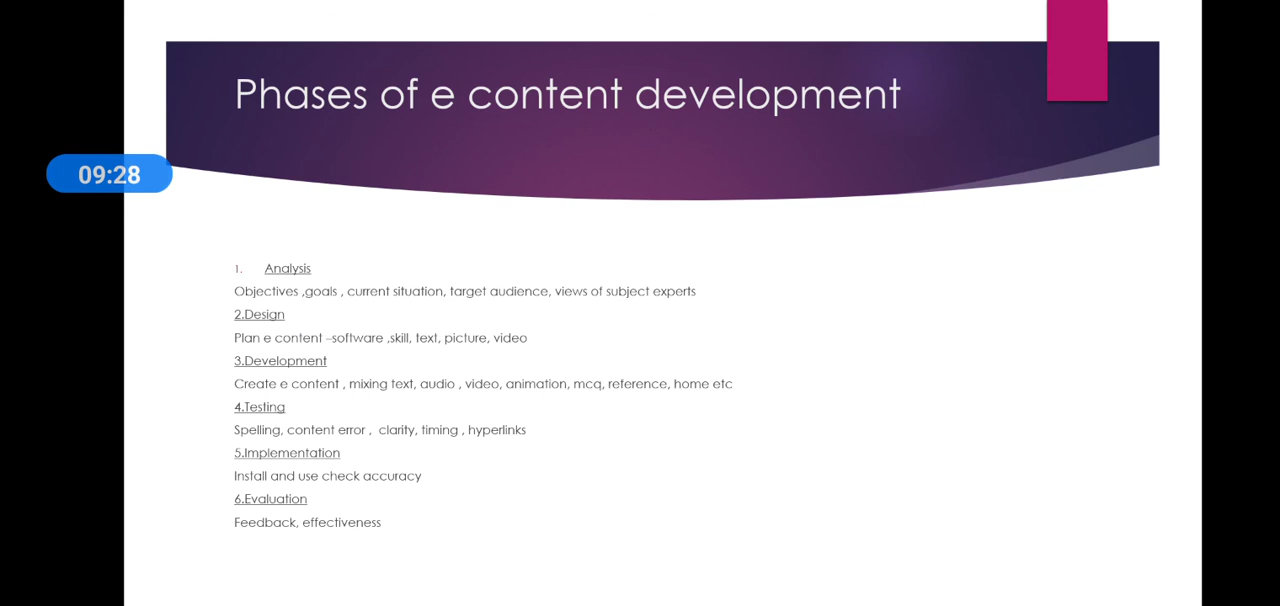 Phases of e content development
09:28
1. Analysis
Objectives ,goals , current situation, target audience, views of subject experts
2.Design
Plan e content –software ,skill, text, picture, video
3.Development
Create e content , mixing text, audio , video, animation, mcq, reference, home etc
4.Testing
Spelling, content error , clarity, timing , hyperlinks
5.Implementation
Install and use check accuracy
6.Evaluation
Feedback, effectiveness